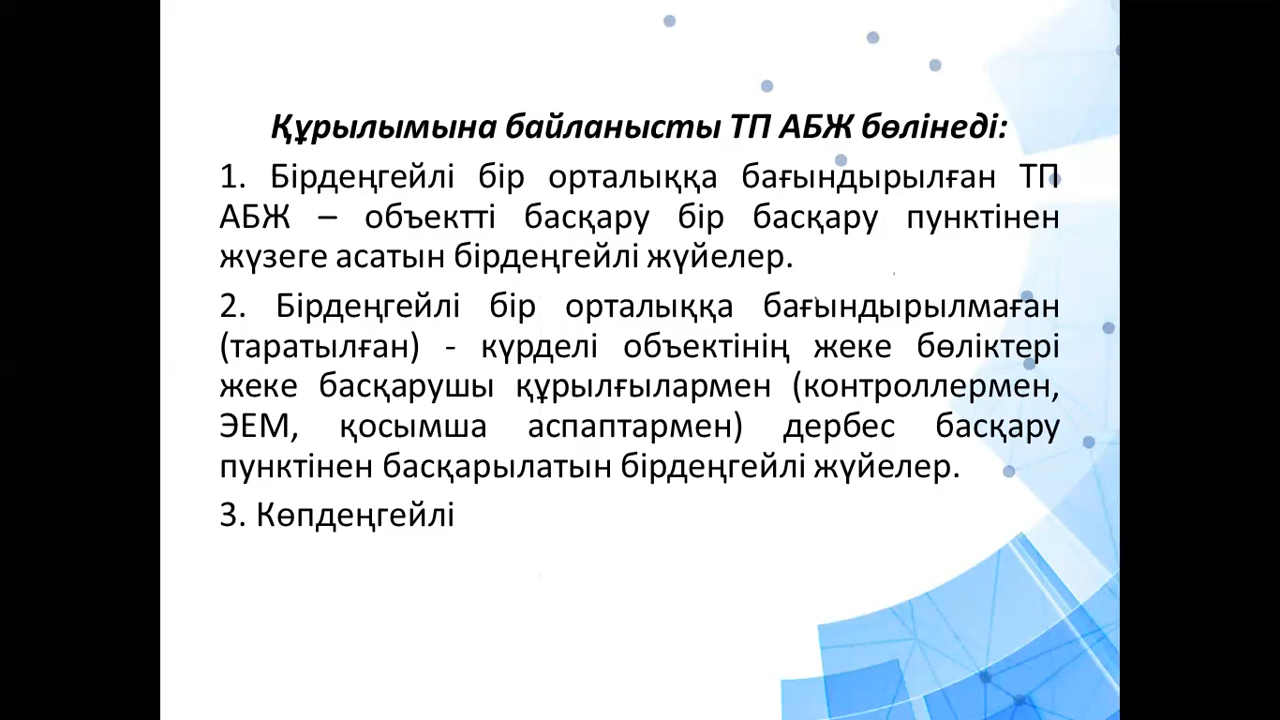 Құрылымына байланысты ТП АБЖ бөлінеді:
1. Бірдеңгейлі бір орталыққа бағындырылған ТП
АБЖ – объектті басқару бір басқару пунктінен
жүзеге асатын бірдеңгейлі жүйелер.
2. Бірдеңгейлі бір орталыққа бағындырылмаған
(таратылған) - күрделі объектінің жеке бөліктері
жеке басқарушы құрылғылармен (контроллермен,
ЭЕМ, қосымша аспаптармен) дербес басқару
пунктінен басқарылатын бірдеңгейлі жүйелер.
3. Көпдеңгейлі